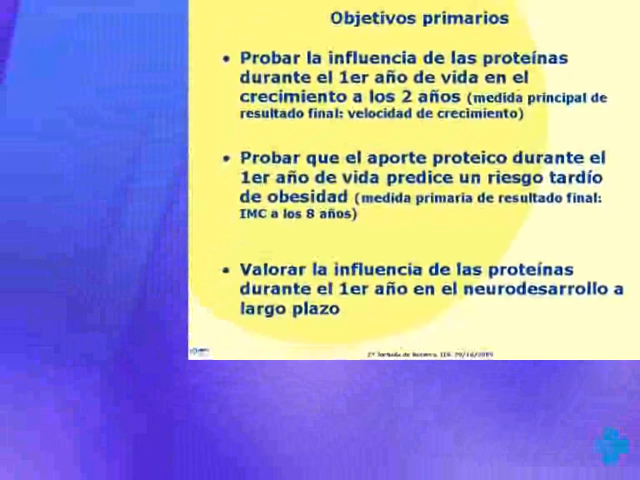 Objetivos primarios
• Probar la influencia de las proteínas
durante el 1er año de vida en el
crecimiento a los 2 años (medida principal de
resultado final: velocidad de crecimiento)
• Probar que el aporte proteico durante el
1er año de vida predice un riesgo tardío
de obesidad (medida primaria de resultado final:
IMC a los 8 años)
• Valorar la influencia de las proteínas
durante el 1er año en el neurodesarrollo a
largo plazo